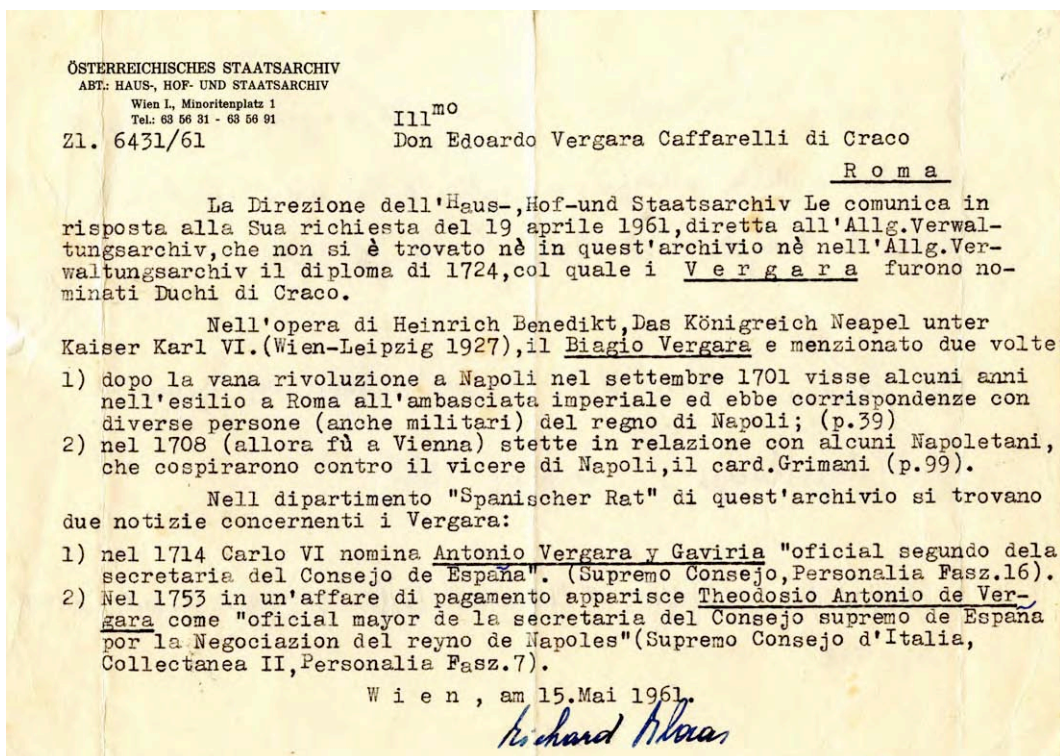 ÖSTERREICHISCHES STAATSARCHIV
ABT.: HAUS-, HOF- UND STAATSARCHIV
Wien I., Minoritenplatz 1
Tel.: 63 56 31 - 63 56 91
Zl. 6431/61
Ill^mo
Don Edoardo Vergara Caffarelli di Craco
R o m a
La Direzione dell'Haus-,Hof-und Staatsarchiv Le comunica in
risposta alla Sua richiesta del 19 aprile 1961,diretta all'Allg.Verwal-
tungsarchiv,che non si è trovato nè in quest'archivio nè nell'Allg.Ver-
waltungsarchiv il diploma di 1724,col quale i V e r g a r a furono no-
minati Duchi di Craco.
Nell'opera di Heinrich Benedikt,Das Königreich Neapel unter
Kaiser Karl VI.(Wien-Leipzig 1927),il Biagio Vergara e menzionato due volte
1) dopo la vana rivoluzione a Napoli nel settembre 1701 visse alcuni anni
nell'esilio a Roma all'ambasciata imperiale ed ebbe corrispondenze con
diverse persone (anche militari) del regno di Napoli; (p.39)
2) nel 1708 (allora fù a Vienna) stette in relazione con alcuni Napoletani,
che cospirarono contro il vicere di Napoli,il card.Grimani (p.99).
Nell dipartimento "Spanischer Rat" di quest'archivio si trovano
due notizie concernenti i Vergara:
1) nel 1714 Carlo VI nomina Antonio Vergara y Gaviria "oficial segundo dela
secretaria del Consejo de España". (Supremo Consejo,Personalia Fasz.16).
2) Nel 1753 in un'affare di pagamento apparisce Theodosio Antonio de Ver-
gara come "oficial mayor de la secretaria del Consejo supremo de España
por la Negociazion del reyno de Napoles"(Supremo Consejo d'Italia,
Collectanea II,Personalia Fasz.7).
W i e n , am 15.Mai 1961.
Richard Blaas